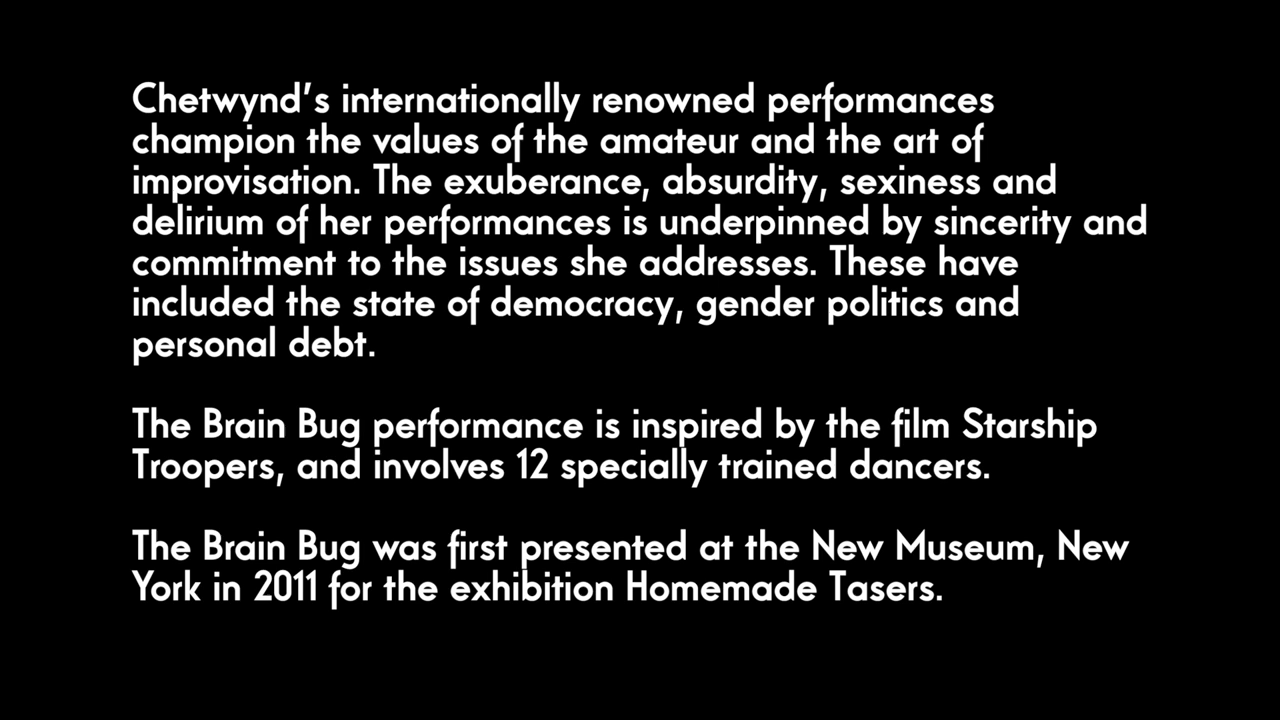 Chetwynd’s internationally renowned performances
champion the values of the amateur and the art of
improvisation. The exuberance, absurdity, sexiness and
delirium of her performances is underpinned by sincerity and
commitment to the issues she addresses. These have
included the state of democracy, gender politics and
personal debt.
The Brain Bug performance is inspired by the film Starship
Troopers, and involves 12 specially trained dancers.
The Brain Bug was first presented at the New Museum, New
York in 2011 for the exhibition Homemade Tasers.